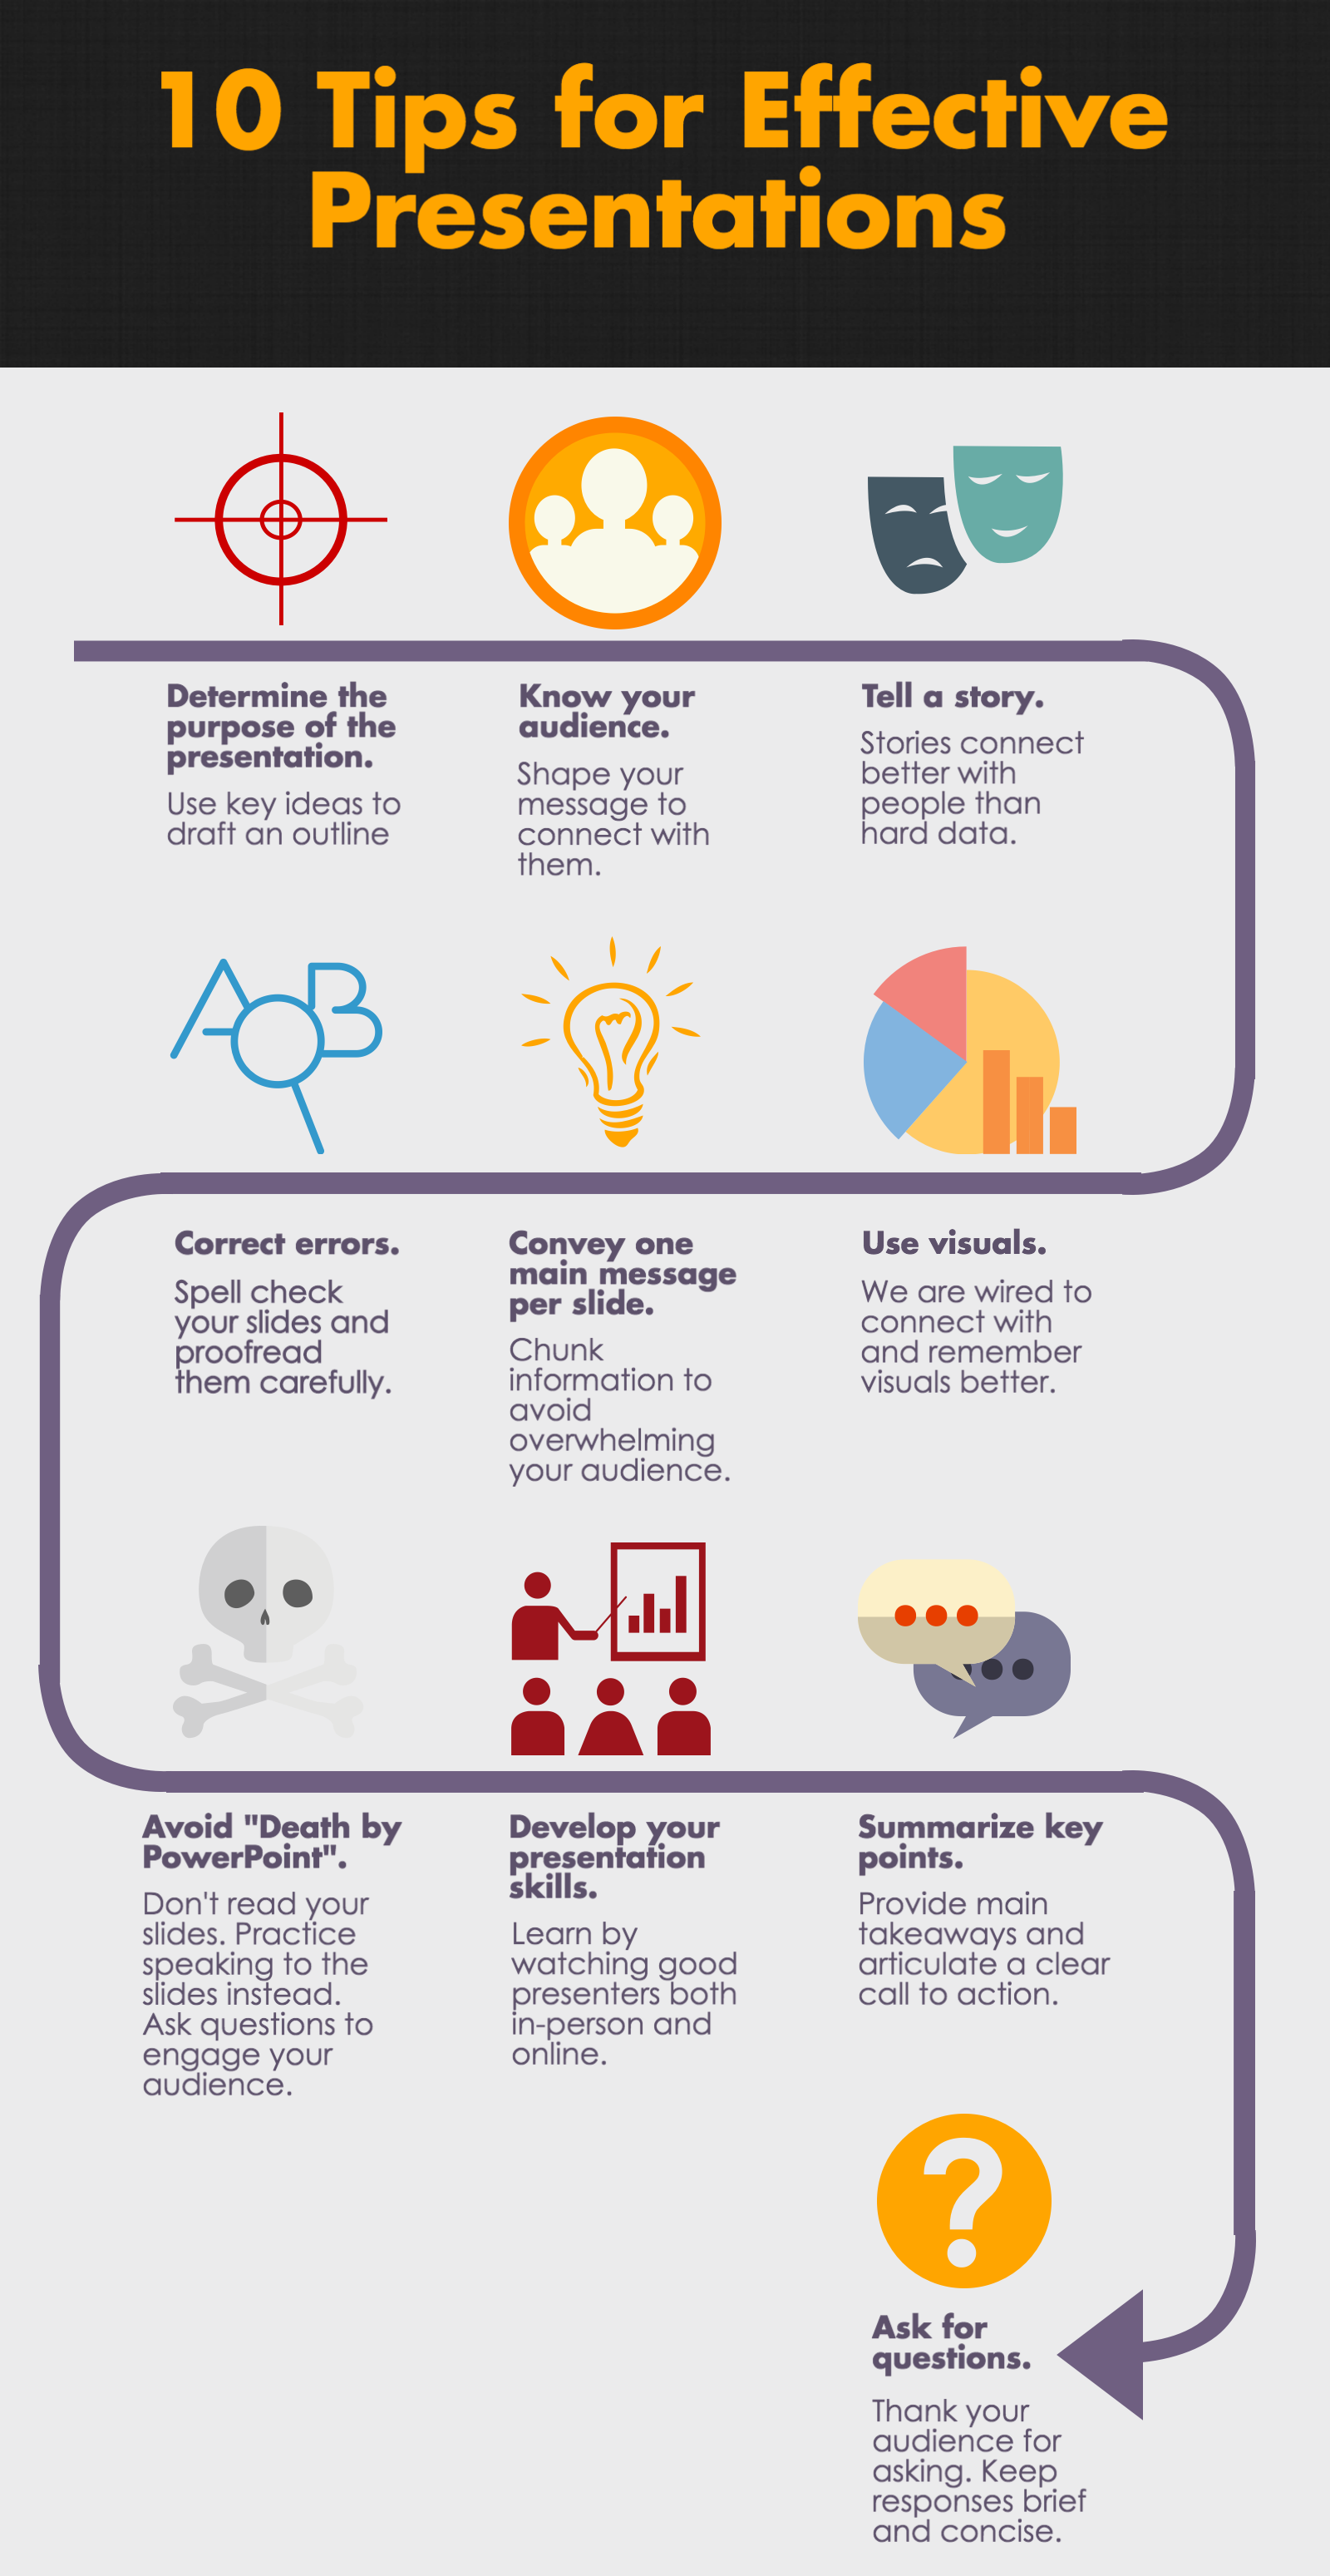 10 Tips for Effective
Presentations
Determine the
purpose of the
presentation.
Use key ideas to
draft an outline
Know your
audience.
Shape your
message to
connect with
them.
Tell a story.
Stories connect
better with
people than
hard data.
AB
Correct errors.
Spell check
your slides and
proofread
them carefully.
Convey one
main message
per slide.
Chunk
information to
avoid
overwhelming
your audience.
Use visuals.
We are wired to
connect with
and remember
visuals better.
Avoid "Death by
PowerPoint".
Don't read your
slides. Practice
speaking to the
slides instead.
Ask questions to
engage your
audience.
Develop your
presentation
skills.
Learn by
watching good
presenters both
in-person and
online.
Summarize key
points.
Provide main
takeaways and
articulate a clear
call to action.
?
Ask for
questions.
Thank your
audience for
asking. Keep
responses brief
and concise.